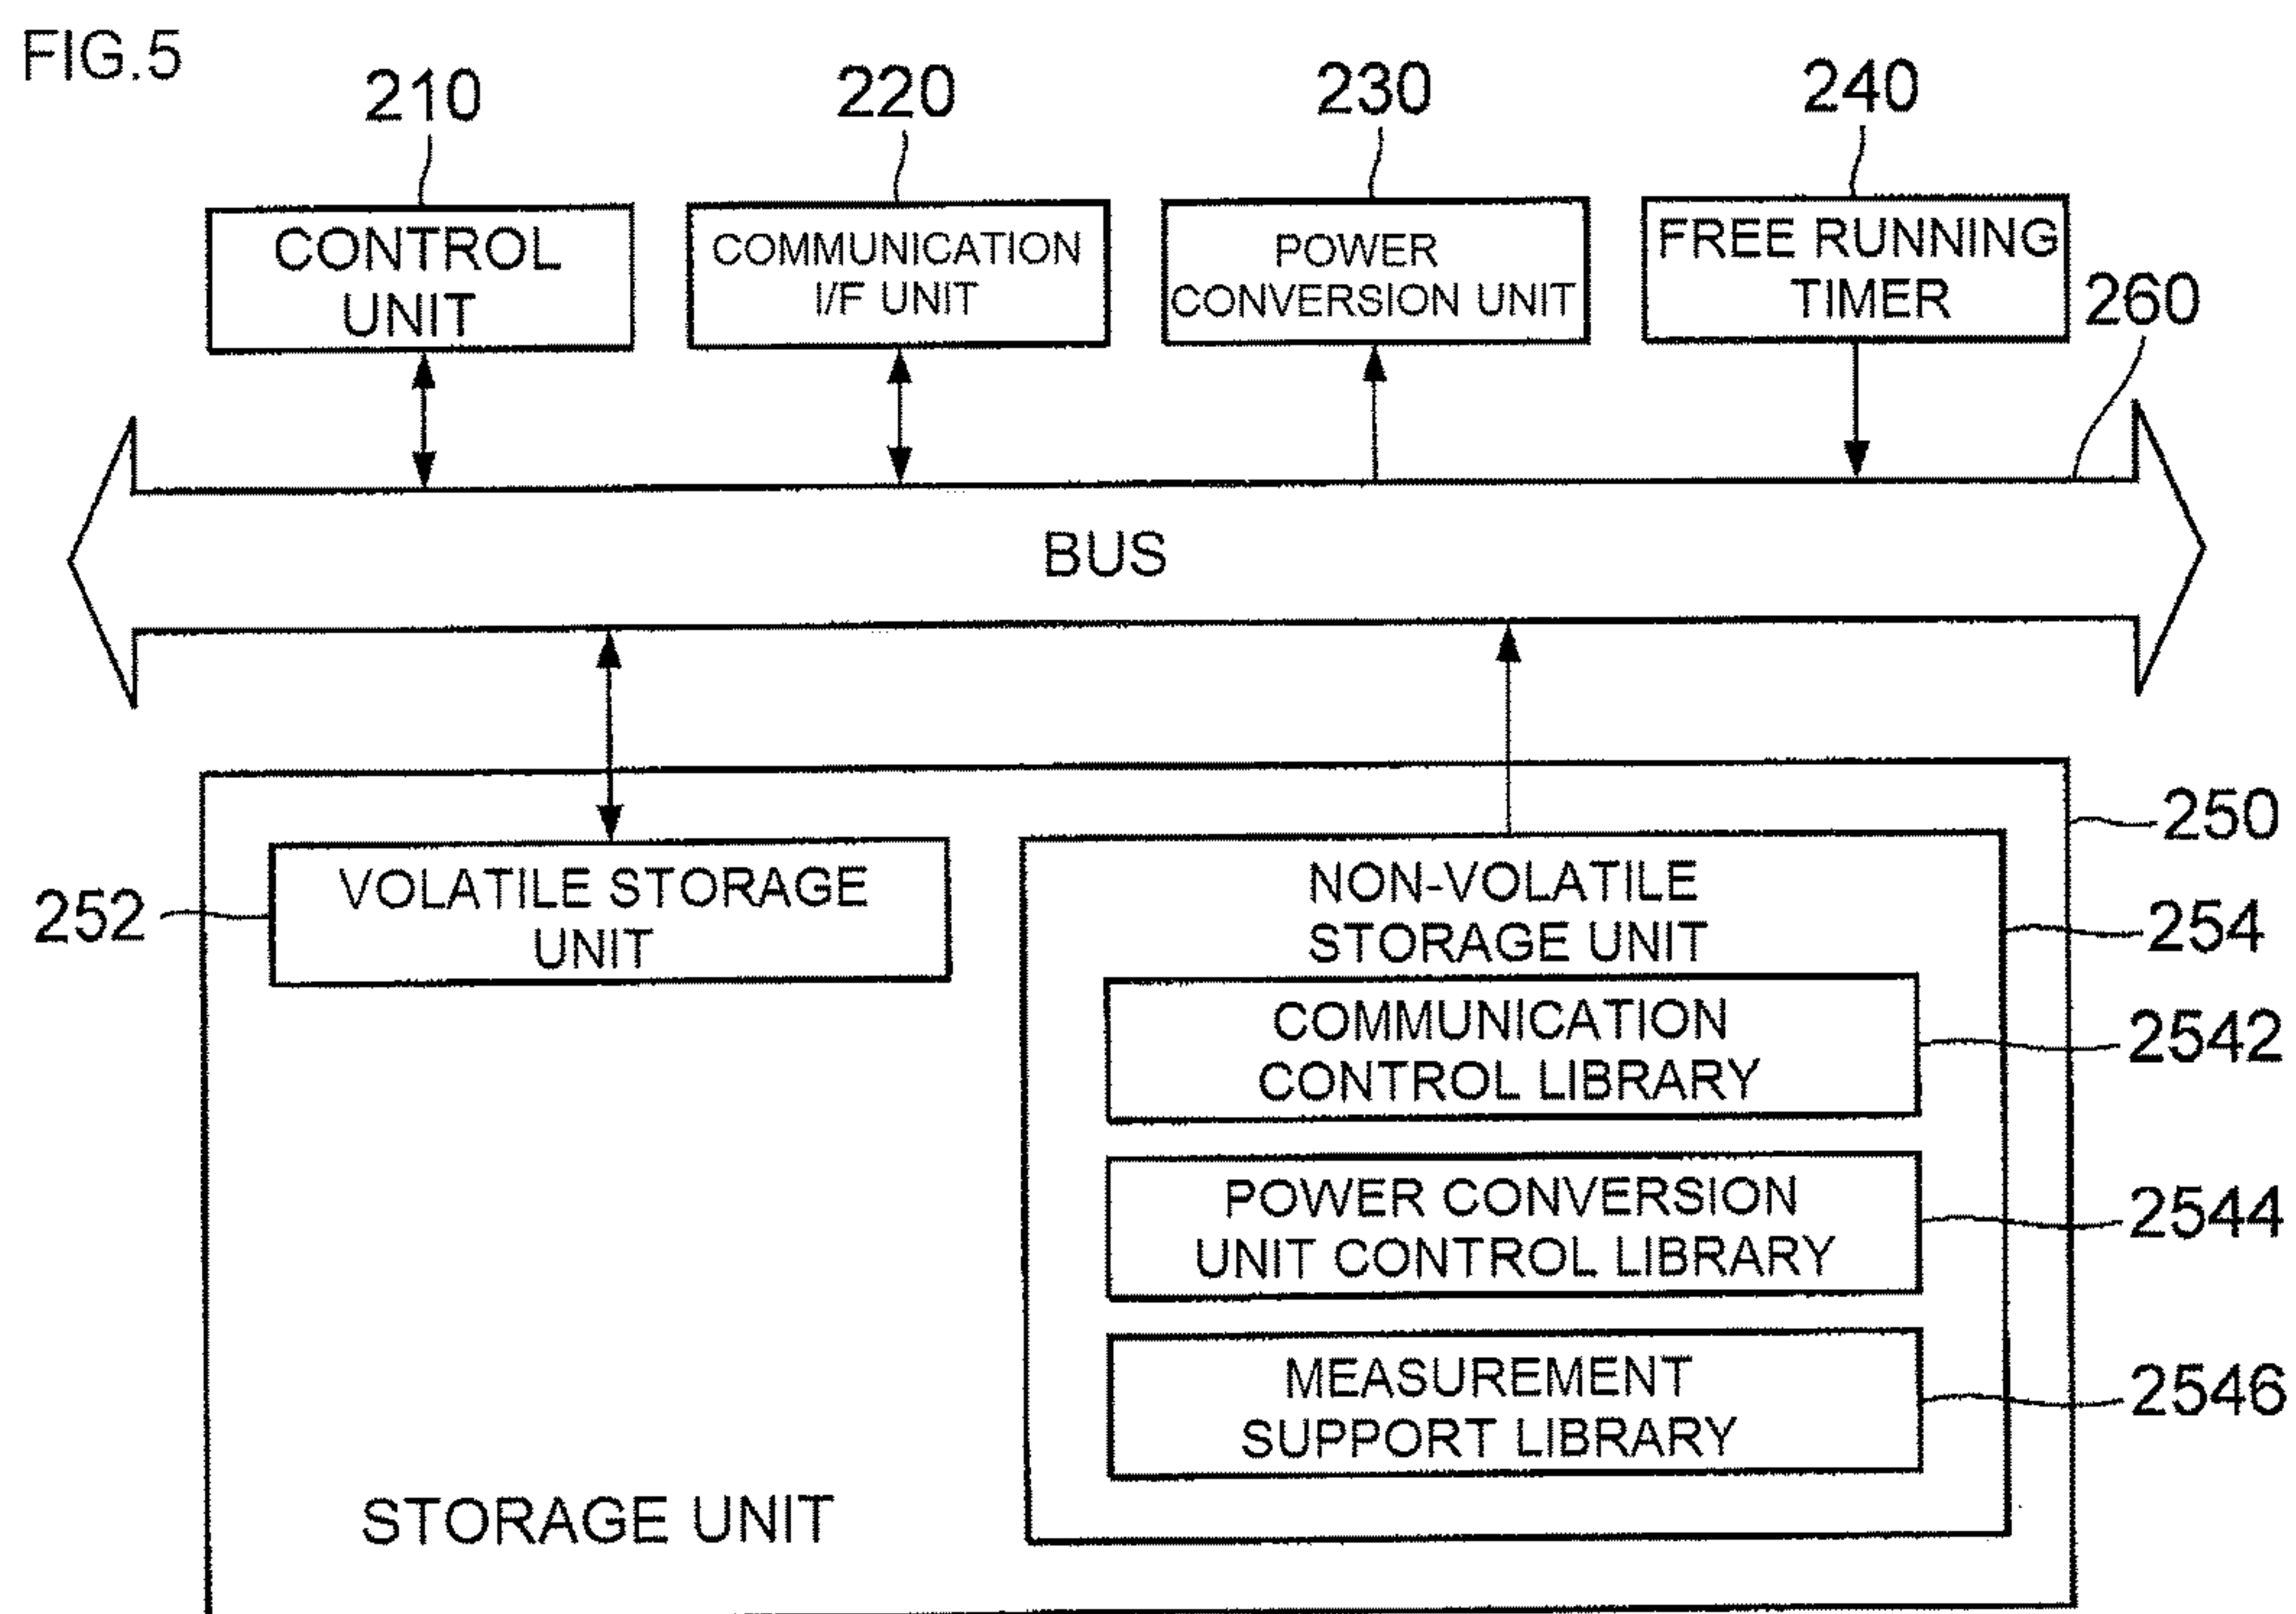 FIG.5
210
220
230
240
CONTROL
UNIT
COMMUNICATION
I/F UNIT
POWER
CONVERSION UNIT
FREE RUNNING
TIMER
260
BUS
250
252
VOLATILE STORAGE
UNIT
NON-VOLATILE
STORAGE UNIT
254
COMMUNICATION
CONTROL LIBRARY
2542
POWER CONVERSION
UNIT CONTROL LIBRARY
2544
MEASUREMENT
SUPPORT LIBRARY
2546
STORAGE UNIT